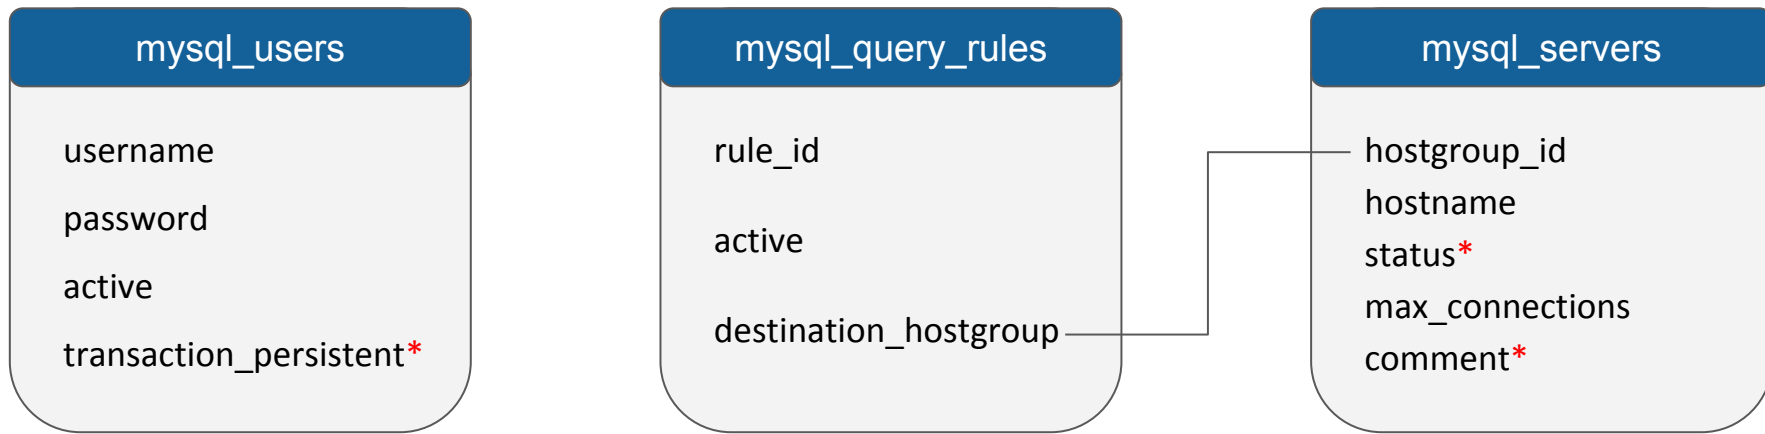 mysql_users
username
password
active
transaction_persistent*
mysql_query_rules
rule_id
active
destination_hostgroup
mysql_servers
hostgroup_id
hostname
status*
max_connections
comment*